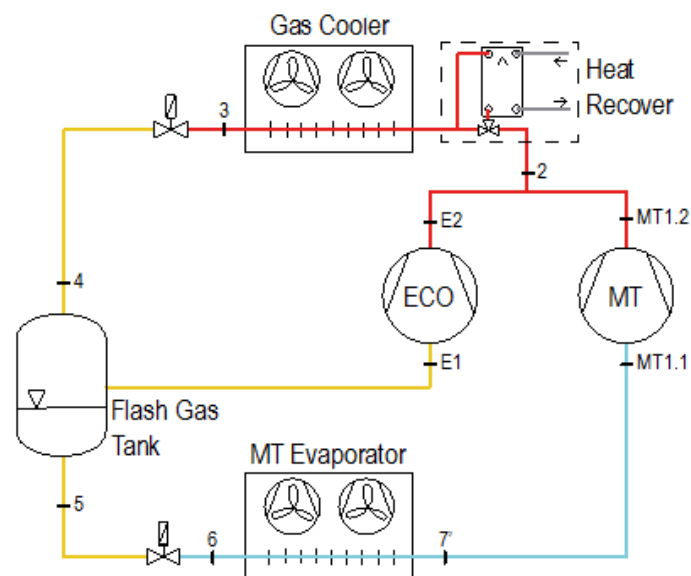 Gas Cooler
Heat
Recover
3
2
E2
MT1.2
4
ECO
MT
E1
MT1.1
Flash Gas
Tank
MT Evaporator
5
6
7'